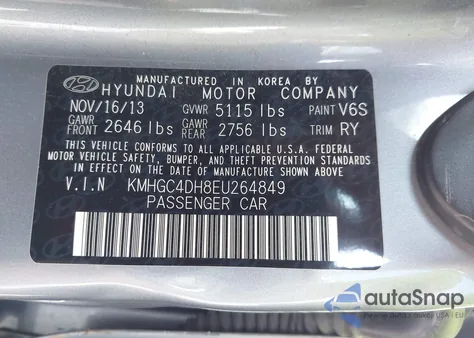 MANUFACTURED IN KOREA BY
HYUNDAI MOTOR COMPANY
NOV/16/13 GVWR 5115 lbs PAINT V6S
GAWR FRONT 2646 lbs GAWR REAR 2756 lbs TRIM RY
THIS VEHICLE CONFORMS TO ALL APPLICABLE U.S.A. FEDERAL
MOTOR VEHICLE SAFETY, BUMPER, AND THEFT PREVENTION STANDARDS
IN EFFECT ON THE DATE OF MANUFACTURE SHOWN ABOVE
V.I.N KMHGC4DH8EU264849
PASSENGER CAR
autoSnap